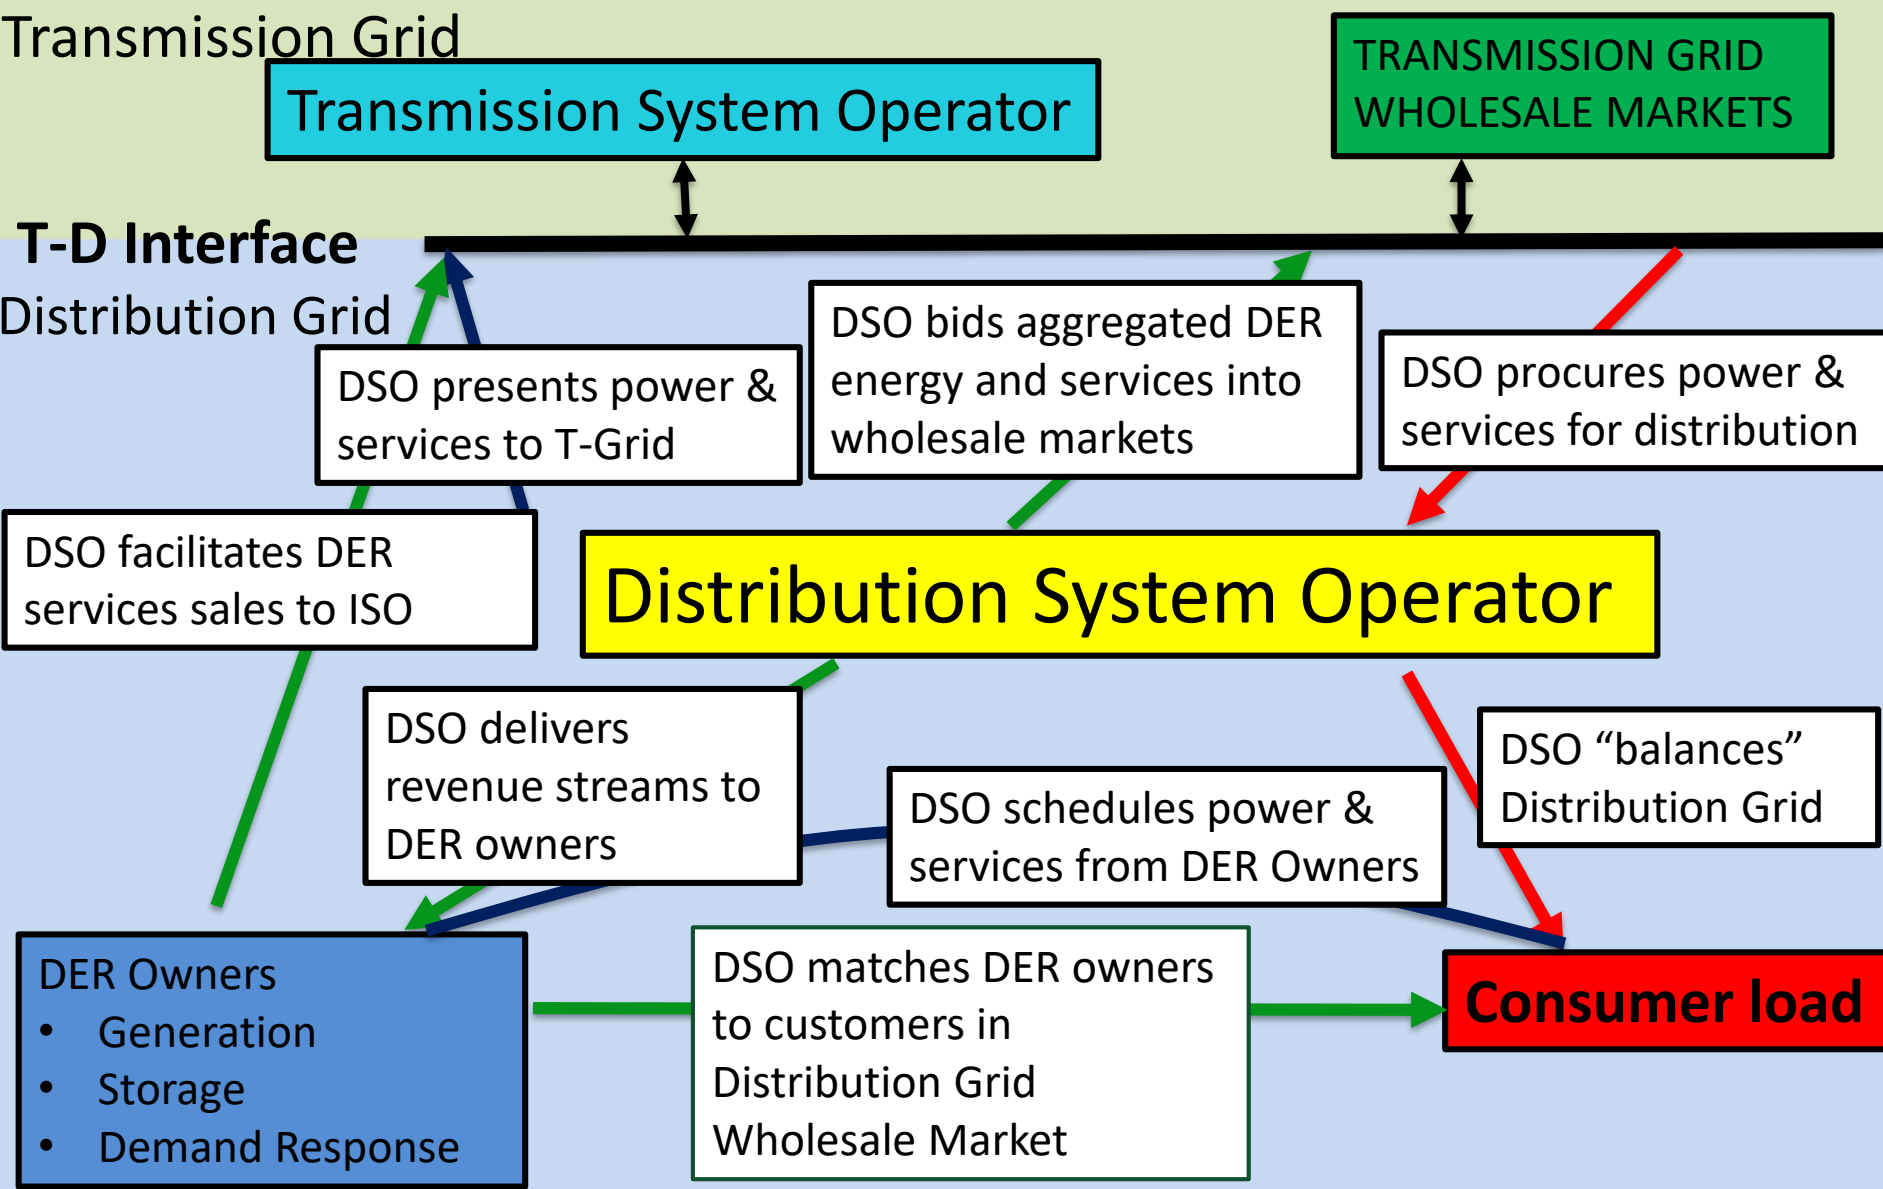 Transmission Grid
Transmission System Operator
TRANSMISSION GRID
WHOLESALE MARKETS
T-D Interface
Distribution Grid
DSO presents power &
services to T-Grid
DSO bids aggregated DER
energy and services into
wholesale markets
DSO procures power &
services for distribution
DSO facilitates DER
services sales to ISO
Distribution System Operator
DSO delivers
revenue streams to
DER owners
DSO schedules power &
services from DER Owners
DSO “balances”
Distribution Grid
DER Owners
• Generation
• Storage
• Demand Response
DSO matches DER owners
to customers in
Distribution Grid
Wholesale Market
Consumer load